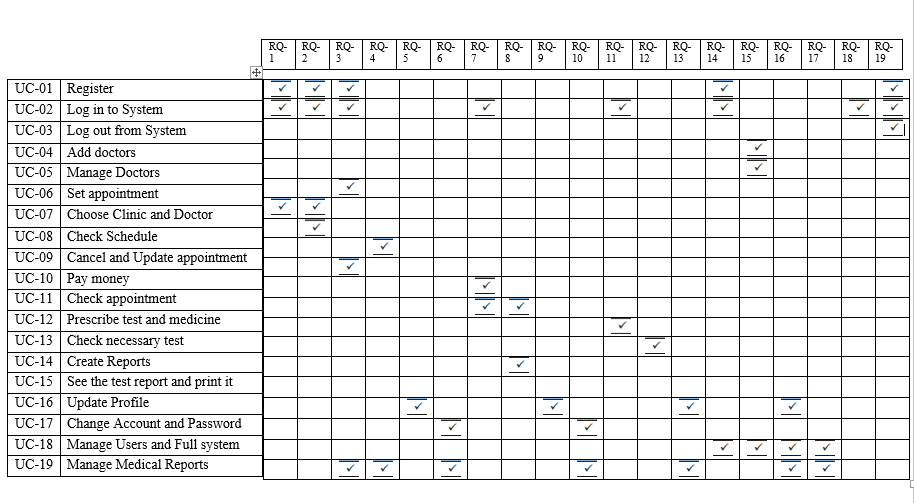 RQ-1 RQ-2 RQ-3 RQ-4 RQ-5 RQ-6 RQ-7 RQ-8 RQ-9 RQ-10 RQ-11 RQ-12 RQ-13 RQ-14 RQ-15 RQ-16 RQ-17 RQ-18 RQ-19
UC-01 Register ✓ ✓ ✓ ✓ ✓
UC-02 Log in to System ✓ ✓ ✓ ✓ ✓ ✓ ✓ ✓
UC-03 Log out from System ✓
UC-04 Add doctors ✓
UC-05 Manage Doctors ✓
UC-06 Set appointment ✓
UC-07 Choose Clinic and Doctor ✓ ✓
UC-08 Check Schedule ✓
UC-09 Cancel and Update appointment ✓
UC-10 Pay money ✓
UC-11 Check appointment ✓ ✓
UC-12 Prescribe test and medicine ✓
UC-13 Check necessary test ✓
UC-14 Create Reports ✓
UC-15 See the test report and print it
UC-16 Update Profile ✓ ✓ ✓ ✓
UC-17 Change Account and Password ✓ ✓
UC-18 Manage Users and Full system ✓ ✓ ✓ ✓
UC-19 Manage Medical Reports ✓ ✓ ✓ ✓ ✓ ✓ ✓